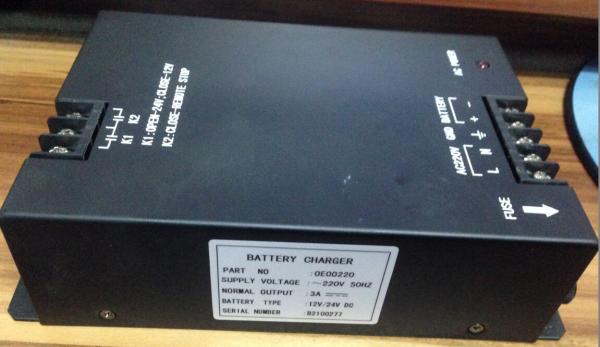 K1 K2
K1:OPEN-24V;CLOSE-12V
K2:CLOSE-REMOTE STOP
AC POWER
AC220V GND BATTERY
L N + -
FUSE
BATTERY CHARGER
PART NO :0E00220
SUPPLY VOLTAGE :~220V 50HZ
NORMAL OUTPUT :3A
BATTERY TYPE :12V/24V DC
SERIAL NUMBER :B2100277